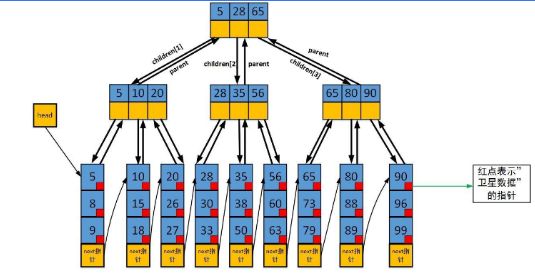 5 28 65
children[1]
parent
children[2]
parent
parent
children[3]
5 10 20
28 35 56
65 80 90
head
5 10 20 28 35 56 65 80 90
8 15 26 30 38 60 73 88 96
9 18 27 33 50 63 79 99 99
next指 next指 next指 next指 next指 next指 next指 next指 next指
针 针 针 针 针 针 针 针 针
红点表示”
卫星数据”
的指针